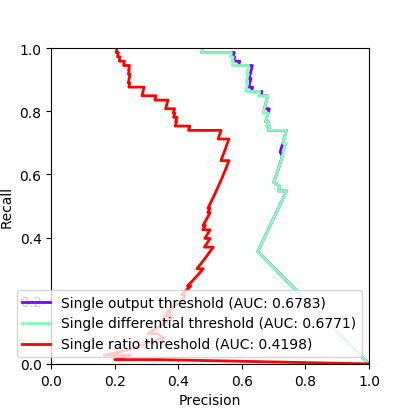 1.0
0.8
0.6
0.4
0.2
0.0
Recall
Single output threshold (AUC: 0.6783)
Single differential threshold (AUC: 0.6771)
Single ratio threshold (AUC: 0.4198)
0.0 0.2 0.4 0.6 0.8 1.0
Precision